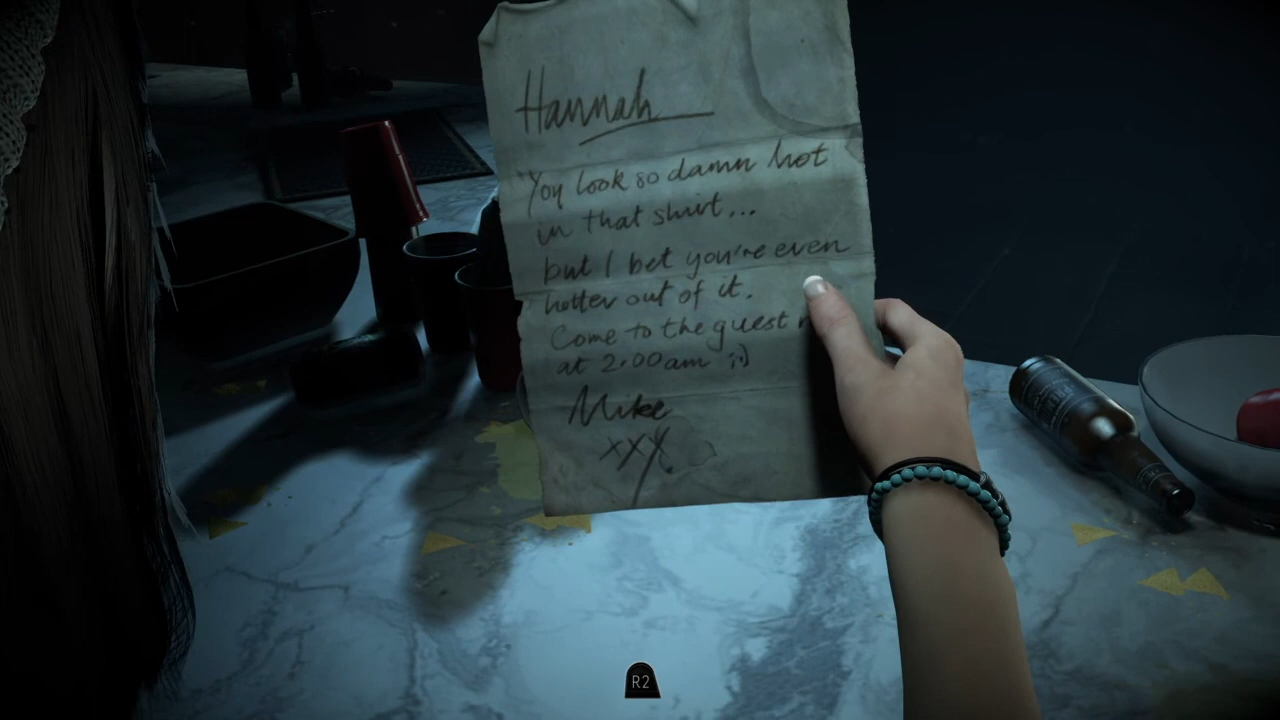 Hannah
You look so damn hot
in that shirt...
but I bet you're even
hotter out of it.
Come to the guest
at 2.00am ;)
Mike
xxx
R2